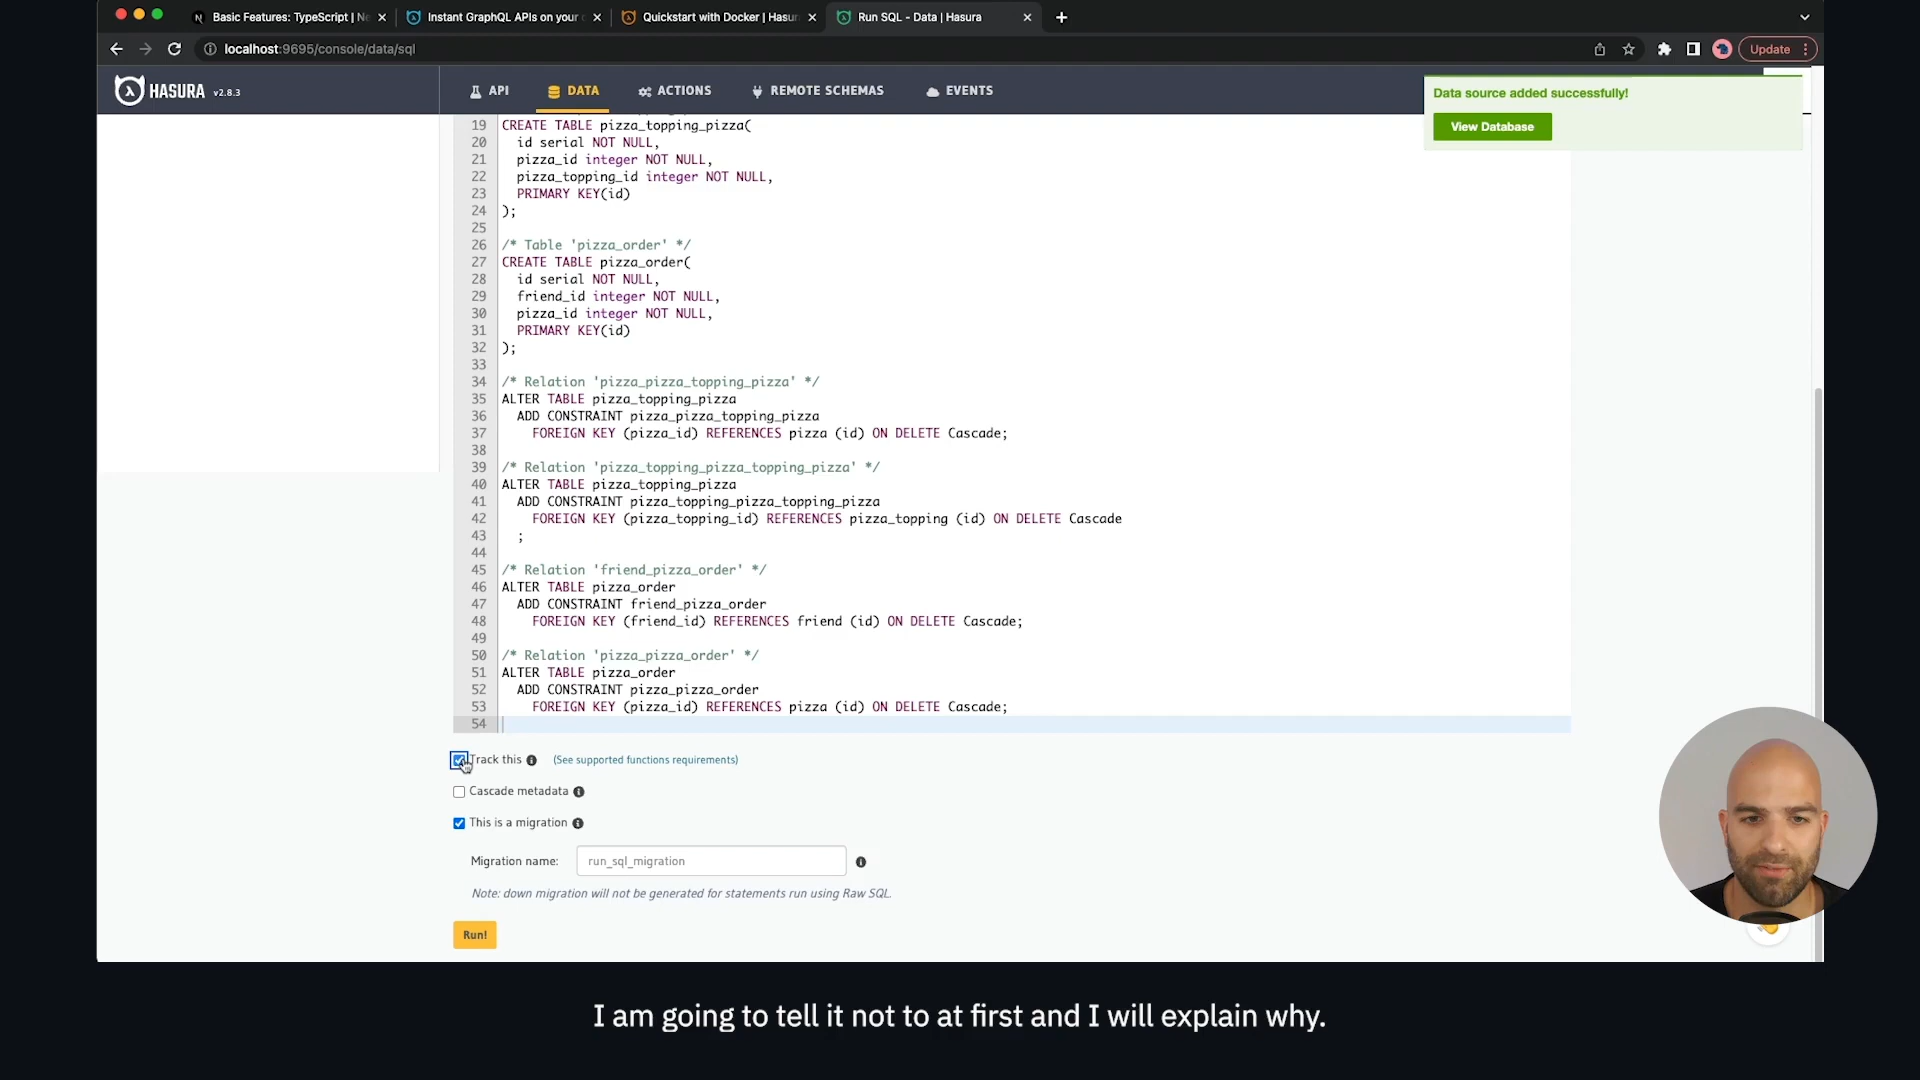 Basic Features: TypeScript | Ne
Instant GraphQL APIs on your
Quickstart with Docker | Hasur
Run SQL - Data | Hasura
localhost:9695/console/data/sql
Update
HASURA v2.8.3
API
DATA
ACTIONS
REMOTE SCHEMAS
EVENTS
Data source added successfully!
View Database
19 CREATE TABLE pizza_topping_pizza(
20 id serial NOT NULL,
21 pizza_id integer NOT NULL,
22 pizza_topping_id integer NOT NULL,
23 PRIMARY KEY(id)
24 );
25
26 /* Table 'pizza_order' */
27 CREATE TABLE pizza_order(
28 id serial NOT NULL,
29 friend_id integer NOT NULL,
30 pizza_id integer NOT NULL,
31 PRIMARY KEY(id)
32 );
33
34 /* Relation 'pizza_pizza_topping_pizza' */
35 ALTER TABLE pizza_topping_pizza
36 ADD CONSTRAINT pizza_pizza_topping_pizza
37 FOREIGN KEY (pizza_id) REFERENCES pizza (id) ON DELETE Cascade;
38
39 /* Relation 'pizza_topping_pizza_topping_pizza' */
40 ALTER TABLE pizza_topping_pizza
41 ADD CONSTRAINT pizza_topping_pizza_topping_pizza
42 FOREIGN KEY (pizza_topping_id) REFERENCES pizza_topping (id) ON DELETE Cascade
43 ;
44
45 /* Relation 'friend_pizza_order' */
46 ALTER TABLE pizza_order
47 ADD CONSTRAINT friend_pizza_order
48 FOREIGN KEY (friend_id) REFERENCES friend (id) ON DELETE Cascade;
49
50 /* Relation 'pizza_pizza_order' */
51 ALTER TABLE pizza_order
52 ADD CONSTRAINT pizza_pizza_order
53 FOREIGN KEY (pizza_id) REFERENCES pizza (id) ON DELETE Cascade;
54
Track this (See supported functions requirements)
Cascade metadata
This is a migration
Migration name: run_sql_migration
Note: down migration will not be generated for statements run using Raw SQL.
Run!
I am going to tell it not to at first and I will explain why.